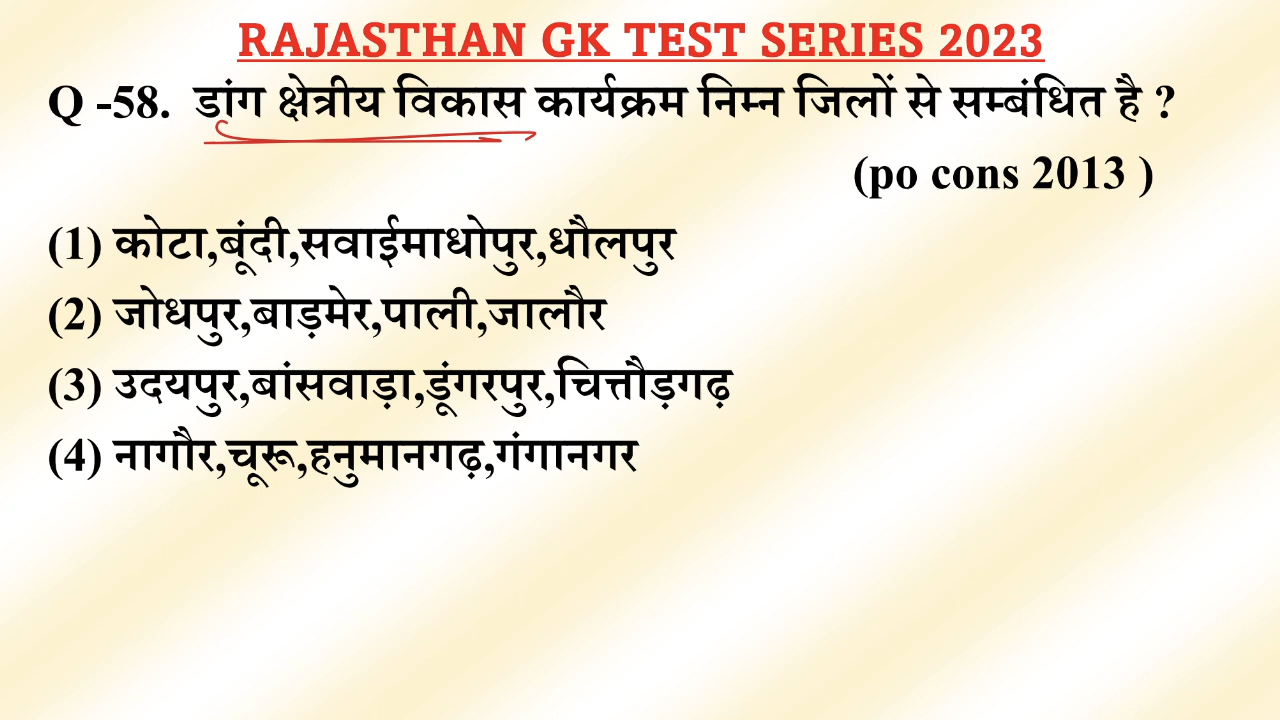 RAJASTHAN GK TEST SERIES 2023
Q -58. डांग क्षेत्रीय विकास कार्यक्रम निम्न जिलों से सम्बंधित है ?
(po cons 2013 )
(1) कोटा,बूंदी,सवाईमाधोपुर,धौलपुर
(2) जोधपुर,बाड़मेर,पाली,जालौर
(3) उदयपुर,बांसवाड़ा,डूंगरपुर,चित्तौड़गढ़
(4) नागौर,चूरू,हनुमानगढ़,गंगानगर